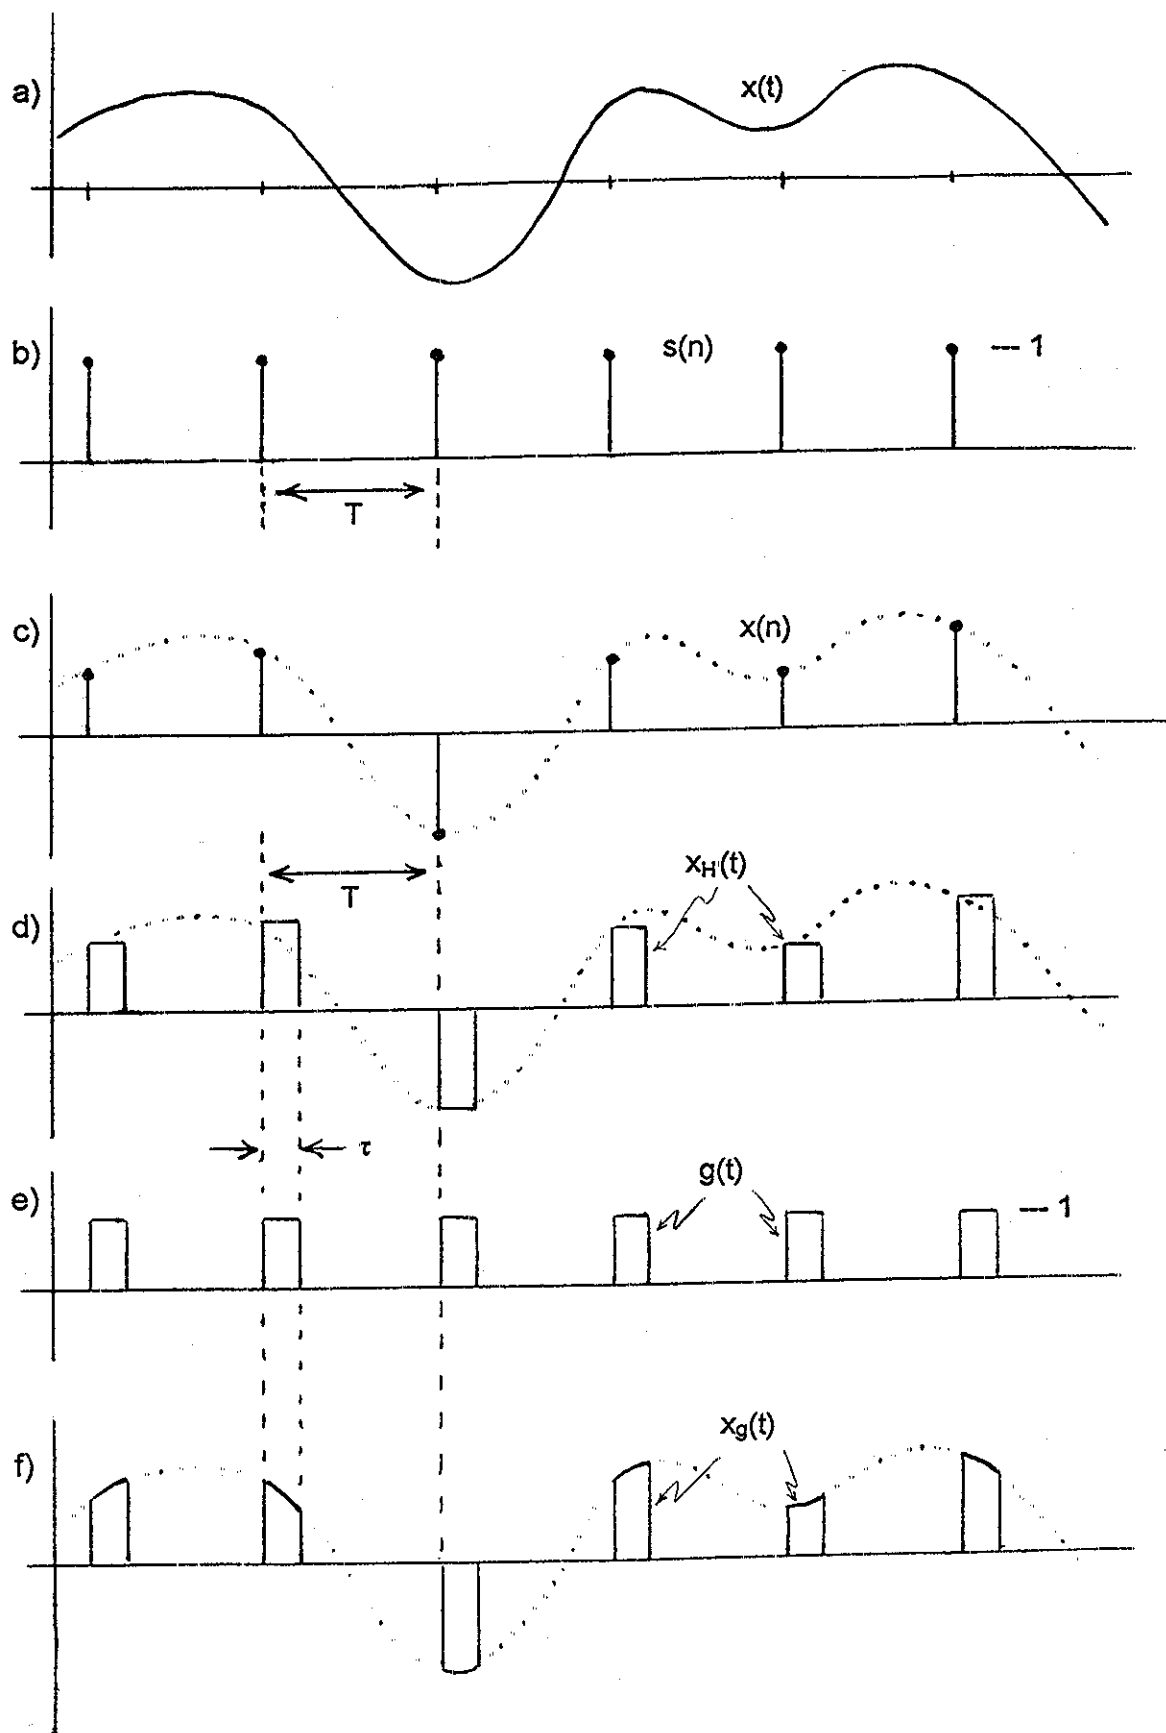 a)
x(t)
b)
s(n)
--- 1
T
c)
x(n)
T
xH(t)
d)
τ
e)
g(t)
--- 1
xg(t)
f)